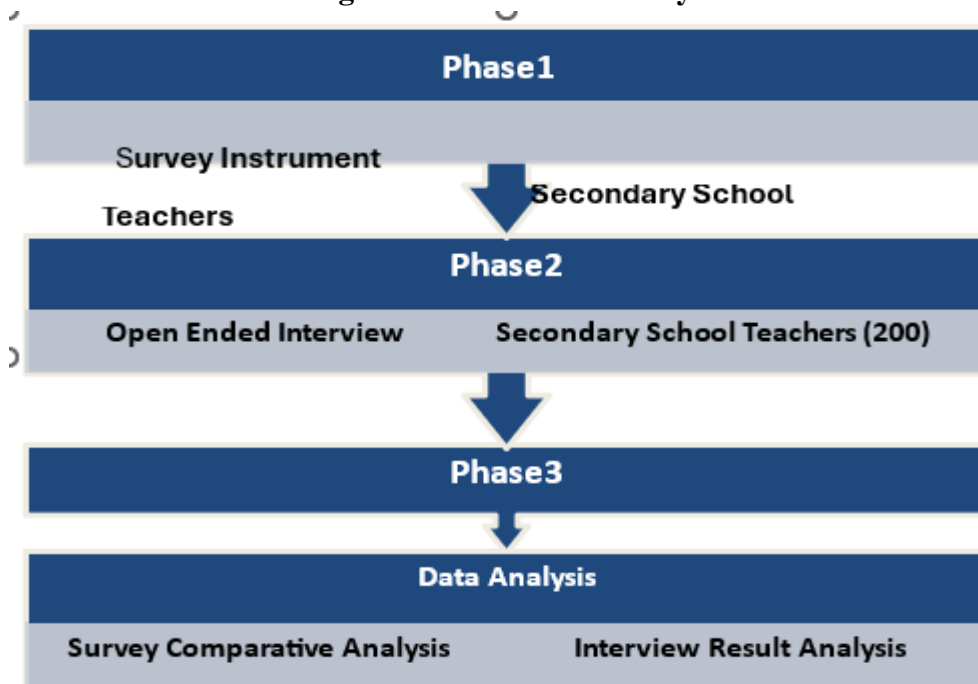 Phase1
Survey Instrument
Secondary School
Teachers
Phase2
Open Ended Interview Secondary School Teachers (200)
Phase3
Data Analysis
Survey Comparative Analysis Interview Result Analysis